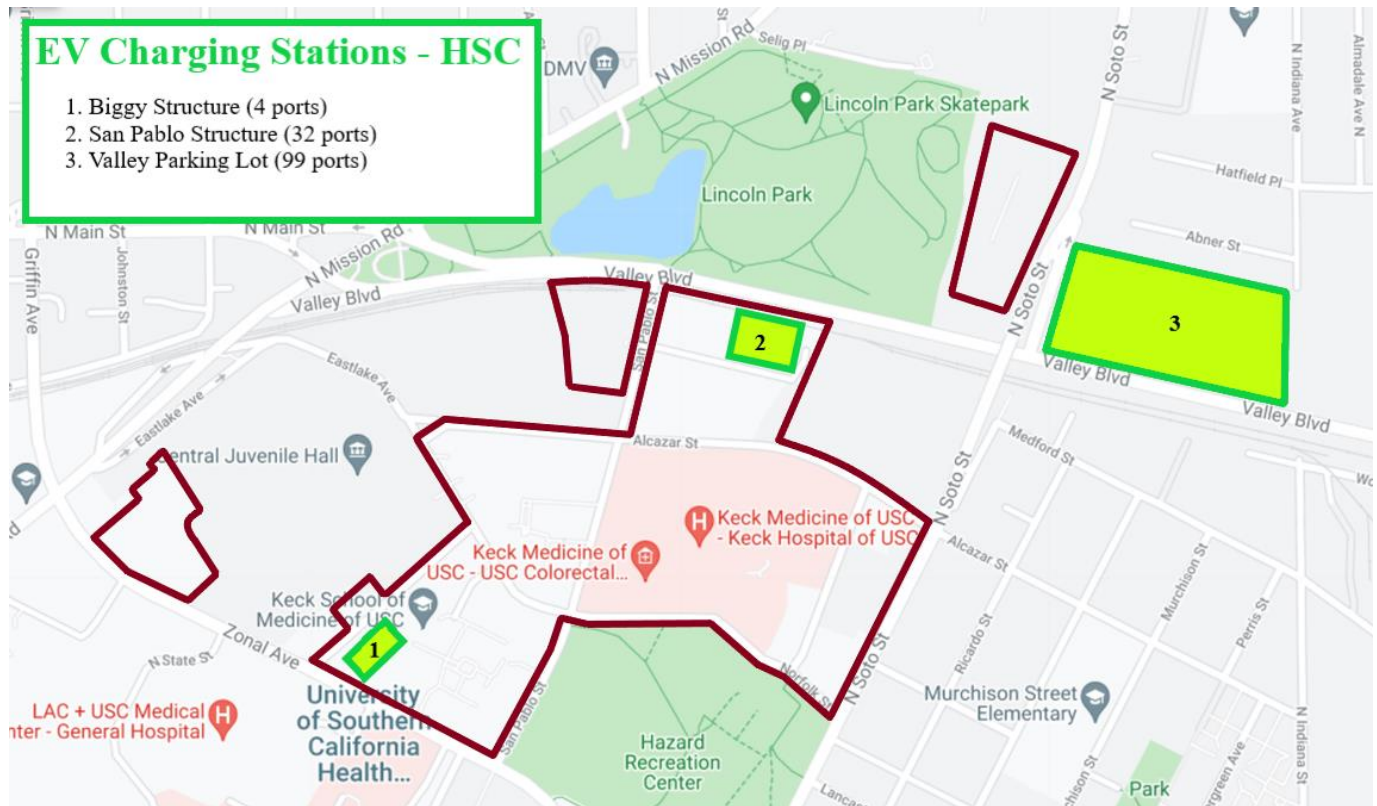 EV Charging Stations - HSC
1. Biggy Structure (4 ports)
2. San Pablo Structure (32 ports)
3. Valley Parking Lot (99 ports)
DMV
St
N Mission Rd
Selig Pl
N Soto St
N Indiana Ave
Almadale Ave N
Lincoln Park Skatepark
Hatfield Pl
Lincoln Park
N Main St
N Main St
Griffin Ave
Johnston St
N Mission Rd
Valley Blvd
Valley Blvd
Abner St
N Soto St
3
2
San Pablo St
Valley Blvd
Valley Blvd
Eastlake Ave
Eastlake Ave
Alcazar St
Medford St
Central Juvenile Hall
N Soto St
Keck Medicine of USC
- Keck Hospital of USC
Keck Medicine of
USC - USC Colorectal...
Alcazar St
Murchison St
Keck School of
Medicine of USC
Perris St
Ricardo St
Zonal Ave
1
N State St
Norfolk St
N Soto St
San Pablo St
University
of Southern
California
Health...
LAC + USC Medical
nter - General Hospital
Murchison Street
Elementary
Hazard
Recreation
Center
N Indiana St
Park